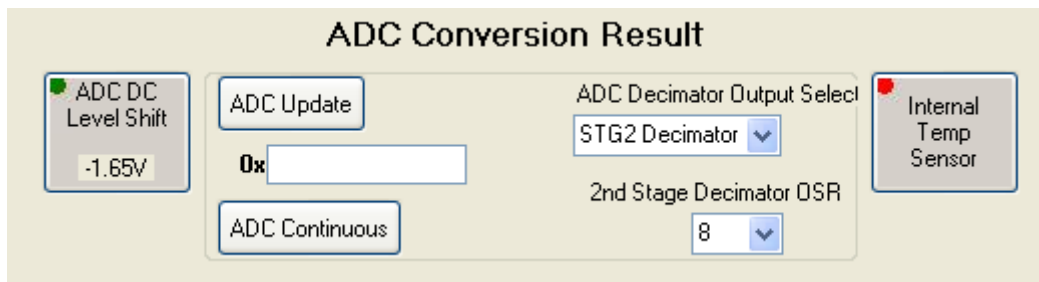 ADC Conversion Result
ADC DC
Level Shift
-1.65V
ADC Update
0x
ADC Continuous
ADC Decimator Output Select
STG2 Decimator
2nd Stage Decimator OSR
8
Internal
Temp
Sensor